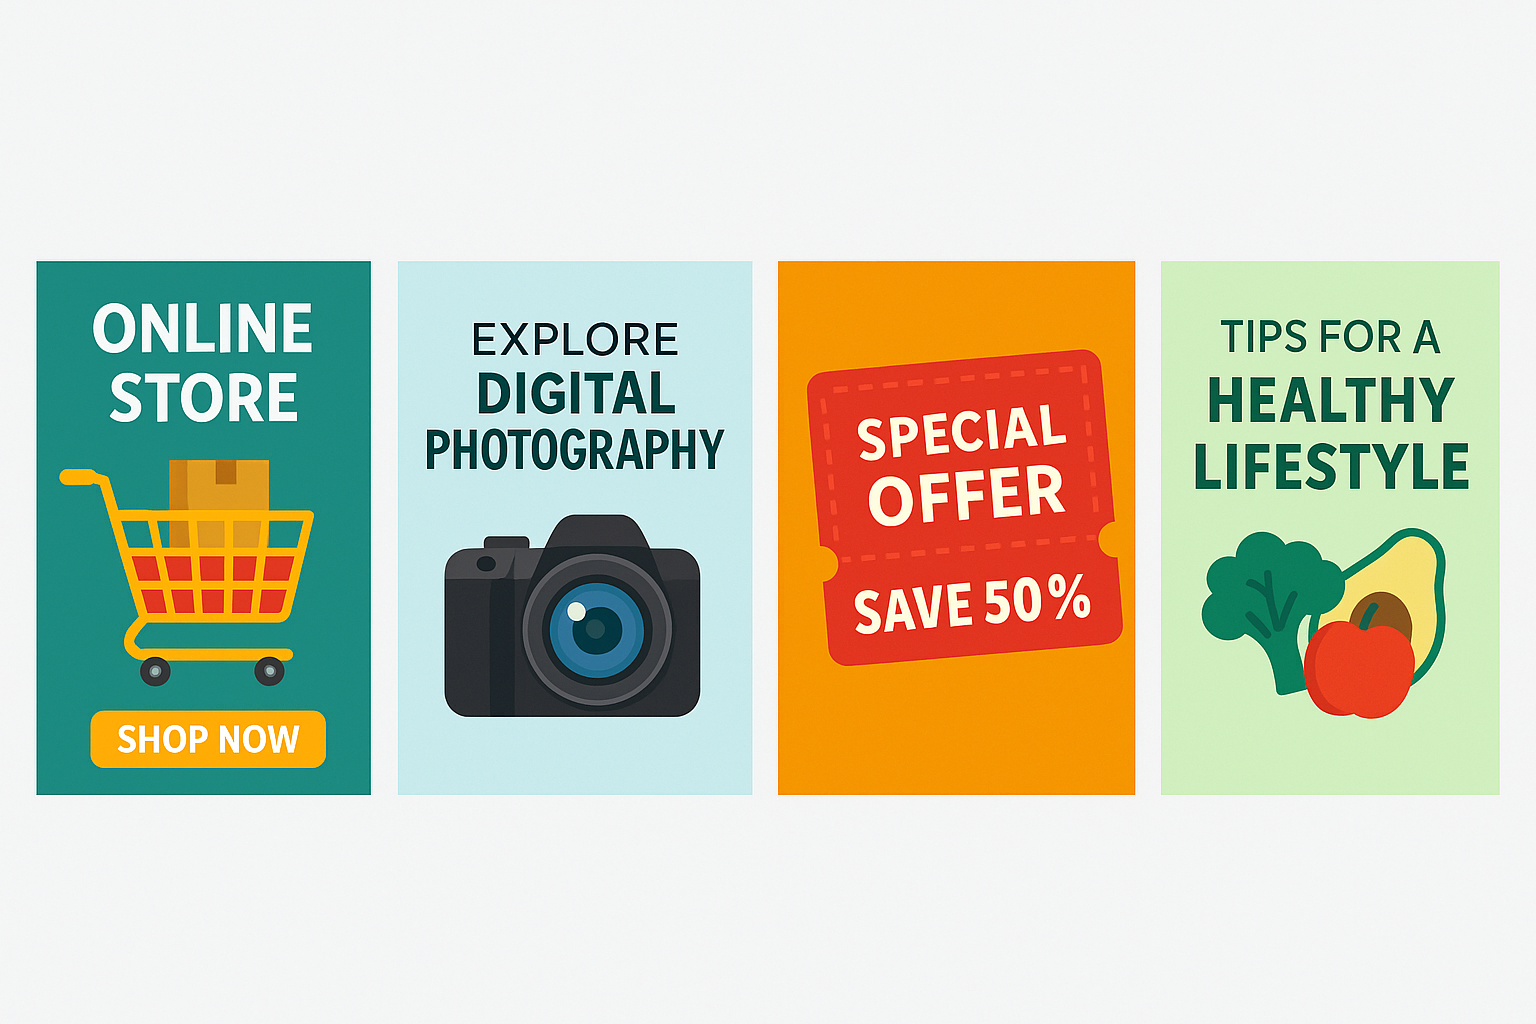 ONLINE
STORE
SHOP NOW
EXPLORE
DIGITAL
PHOTOGRAPHY
SPECIAL
OFFER
SAVE 50%
TIPS FOR A
HEALTHY
LIFESTYLE